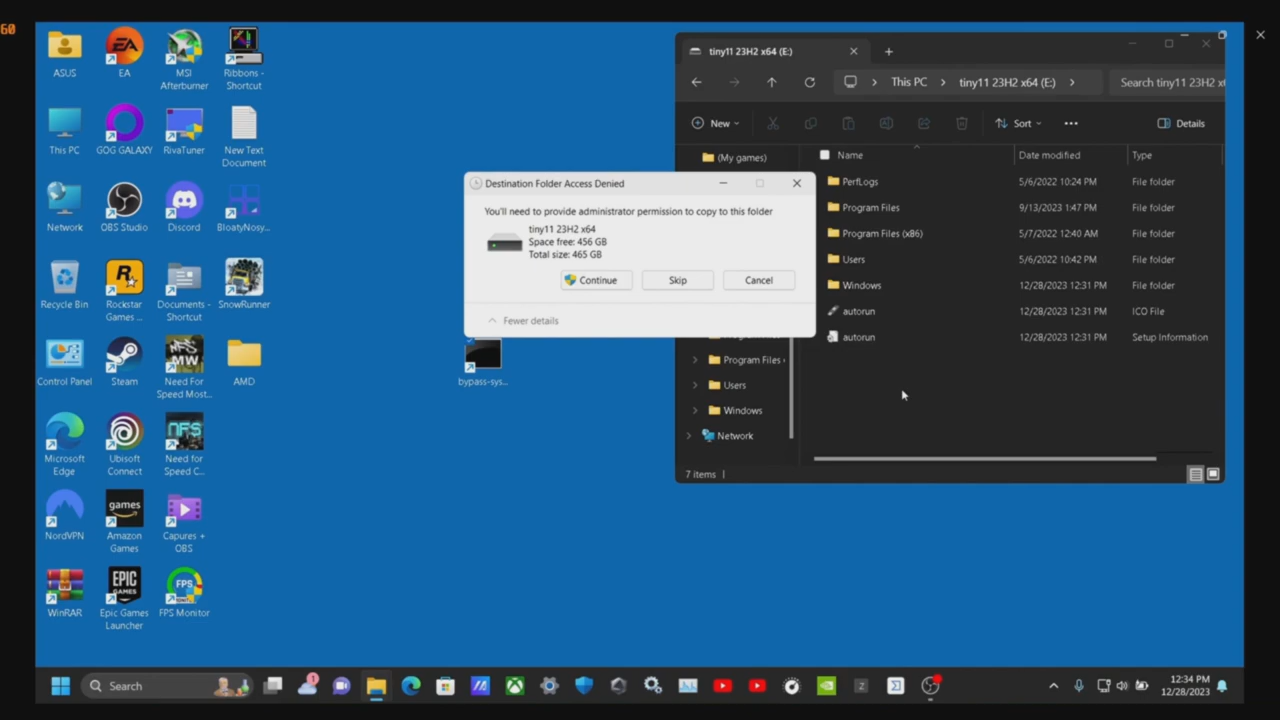 60
ASUS
EA
MSI
Afterburner
Ribbons -
Shortcut
This PC
GOG GALAXY
RivaTuner
New Text
Document
Network
OBS Studio
Discord
BloatyNosy...
Recycle Bin
Rockstar
Games ...
Documents -
Shortcut
SnowRunner
Control Panel
Steam
Need For
Speed Most...
AMD
Microsoft
Edge
Ubisoft
Connect
Need for
Speed C...
NordVPN
games
Amazon
Games
Capures +
OBS
WinRAR
EPIC
GAMES
Epic Games
Launcher
FPS
FPS Monitor
bypass-sys...
Destination Folder Access Denied
You'll need to provide administrator permission to copy to this folder
tiny11 23H2 x64
Space free: 456 GB
Total size: 465 GB
Continue
Skip
Cancel
Fewer details
tiny11 23H2 x64 (E:)
This PC
tiny11 23H2 x64 (E:)
Search tiny11 23H2 x
New
Sort
Details
(My games)
Name
Date modified
Type
PerfLogs 5/6/2022 10:24 PM File folder
Program Files 9/13/2023 1:47 PM File folder
Program Files (x86) 5/7/2022 12:40 AM File folder
Users 5/6/2022 10:42 PM File folder
Windows 12/28/2023 12:31 PM File folder
autorun 12/28/2023 12:31 PM ICO File
autorun 12/28/2023 12:31 PM Setup Information
Program Files
Users
Windows
Network
7 items
Search
1
12:34 PM
12/28/2023